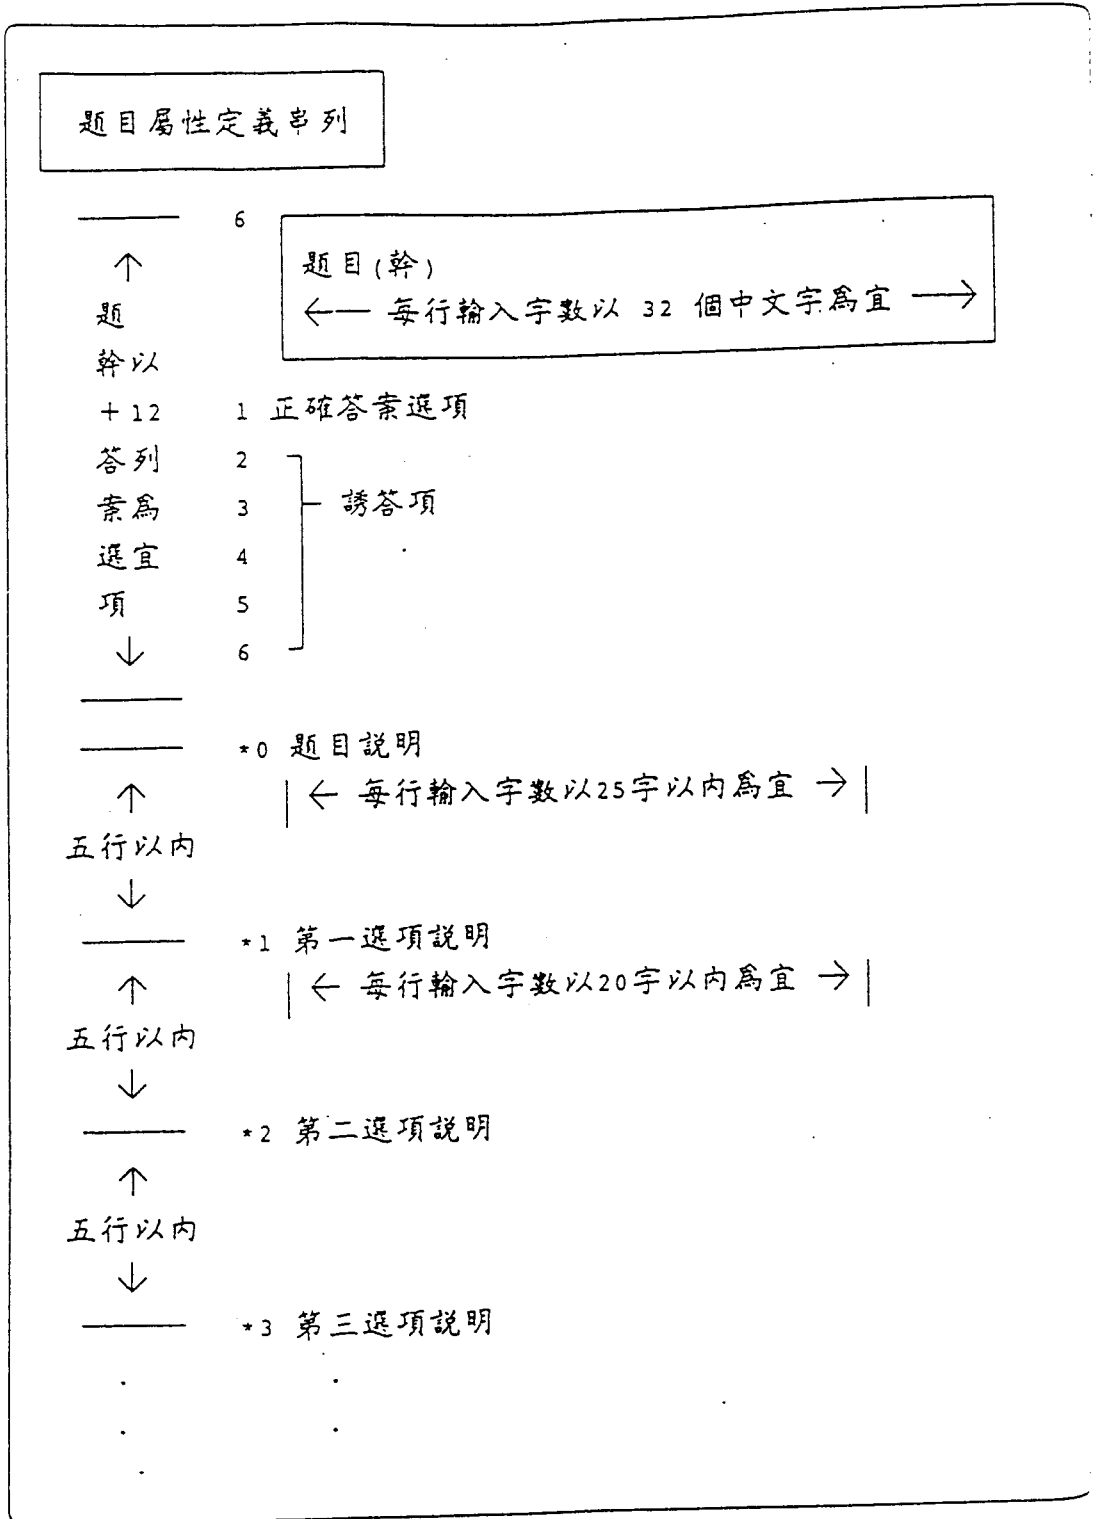 題目屬性定義串列
6
題目(幹)
↑
←── 每行輸入字數以 32 個中文字爲宜 ──→
題
幹以
+12 1 正確答案選項
答列 2
案爲 3 誘答項
選宜 4
項 5
↓ 6
*0 題目說明
↑ |← 每行輸入字數以25字以內爲宜 →|
五行以內
↓
*1 第一選項說明
↑ |← 每行輸入字數以20字以內爲宜 →|
五行以內
↓
*2 第二選項說明
↑
五行以內
↓
*3 第三選項說明
. .
. .
.